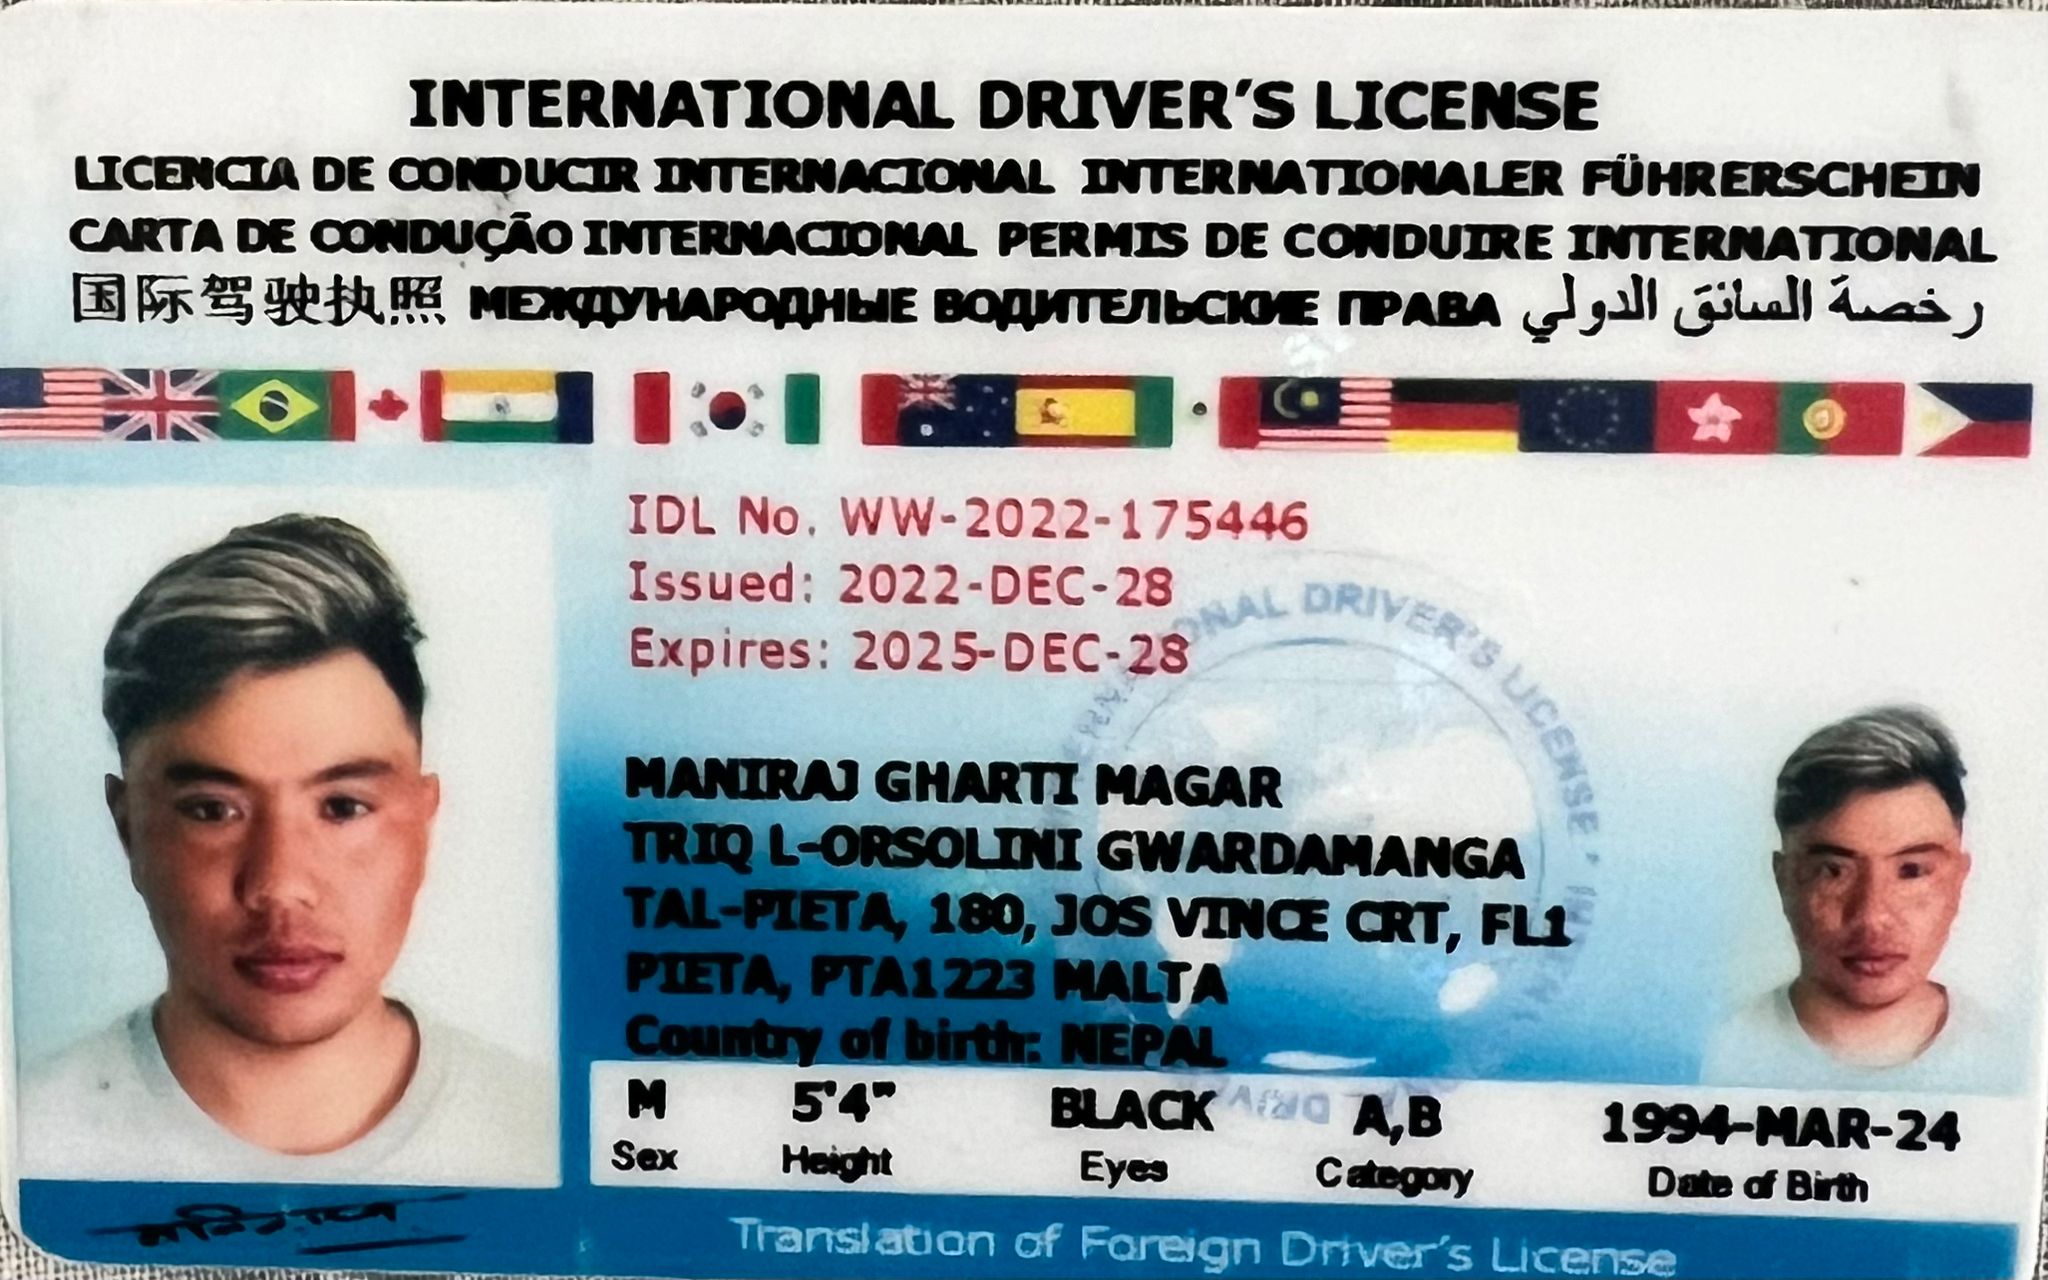 INTERNATIONAL DRIVER'S LICENSE
LICENCIA DE CONDUCIR INTERNACIONAL INTERNATIONALER FÜHRERSCHEIN
CARTA DE CONDUÇÃO INTERNACIONAL PERMIS DE CONDUIRE INTERNATIONAL
国际驾驶执照 МЕЖДУНАРОДНЫЕ ВОДИТЕЛЬСКИЕ ПРАВА رخصة السائق الدولي
IDL No. WW-2022-175446
Issued: 2022-DEC-28
Expires: 2025-DEC-28
INTERNATIONAL DRIVER'S LICENSE
MANIRAJ GHARTI MAGAR
TRIQ L-ORSOLINI GWARDAMANGA
TAL-PIETA, 180, JOS VINCE CRT, FL1
PIETA, PTA1223 MALTA
Country of birth: NEPAL
M 5'4" BLACK A,B 1994-MAR-24
Sex Height Eyes Category Date of Birth
Translation of Foreign Driver's License